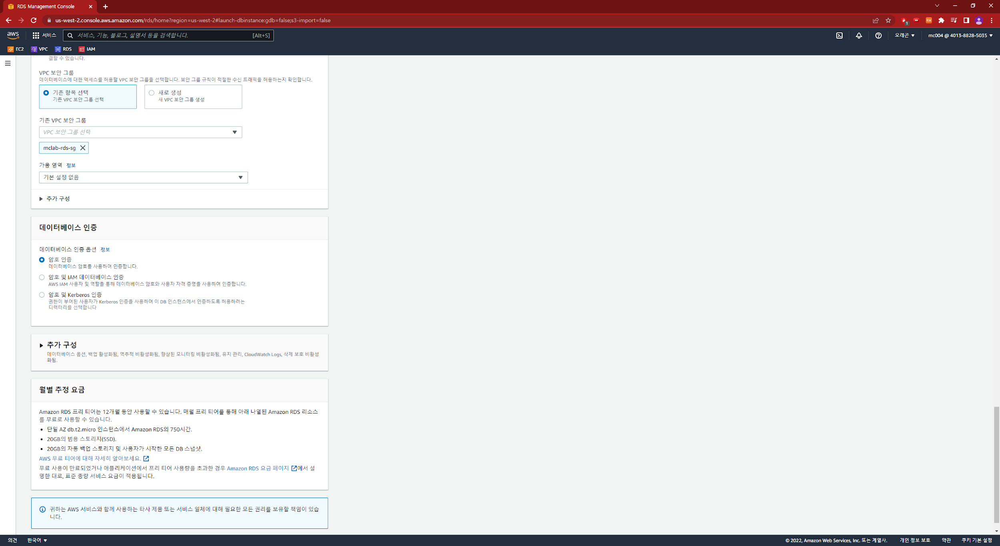 RDS Management Console
us-west-2.console.aws.amazon.com/rds/home?region=us-west-2#launch-dbinstance:gdb=false;s3-import=false
1
aws
서비스
서비스, 기능, 블로그, 설명서 등을 검색합니다.
[Alt+S]
오레곤
mc004 @ 4013-8828-5035
EC2
VPC
RDS
IAM
결할 수 있습니다.
VPC 보안 그룹
데이터베이스에 대한 액세스를 허용할 VPC 보안 그룹을 선택합니다. 보안 그룹 규칙이 적절한 수신 트래픽을 허용하는지 확인합니다.
기존 항목 선택
기존 VPC 보안 그룹 선택
새로 생성
새 VPC 보안 그룹 생성
기존 VPC 보안 그룹
VPC 보안 그룹 선택
mclab-rds-sg
가용 영역 정보
기본 설정 없음
추가 구성
데이터베이스 인증
데이터베이스 인증 옵션 정보
암호 인증
데이터베이스 암호를 사용하여 인증합니다.
암호 및 IAM 데이터베이스 인증
AWS IAM 사용자 및 역할을 통해 데이터베이스 암호와 사용자 자격 증명을 사용하여 인증합니다.
암호 및 Kerberos 인증
권한이 부여된 사용자가 Kerberos 인증을 사용하여 이 DB 인스턴스에서 인증하도록 허용하려는
디렉터리를 선택합니다
추가 구성
데이터베이스 옵션, 백업 활성화됨, 역추적 비활성화됨, 향상된 모니터링 비활성화됨, 유지 관리, CloudWatch Logs, 삭제 보호 비활성
화됨.
월별 추정 요금
Amazon RDS 프리 티어는 12개월 동안 사용할 수 있습니다. 매월 프리 티어를 통해 아래 나열된 Amazon RDS 리소스
를 무료로 사용할 수 있습니다.
• 단일 AZ db.t2.micro 인스턴스에서 Amazon RDS의 750시간.
• 20GB의 범용 스토리지(SSD).
• 20GB의 자동 백업 스토리지 및 사용자가 시작한 모든 DB 스냅샷.
AWS 무료 티어에 대해 자세히 알아보세요.
무료 사용이 만료되었거나 애플리케이션에서 프리 티어 사용량을 초과한 경우 Amazon RDS 요금 페이지 에서 설
명한 대로, 표준 종량 서비스 요금이 적용됩니다.
귀하는 AWS 서비스와 함께 사용하는 타사 제품 또는 서비스 일체에 대해 필요한 모든 권리를 보유할 책임이 있습
니다.
의견
한국어
© 2022, Amazon Web Services, Inc. 또는 계열사.
개인 정보 보호
약관
쿠키 기본 설정